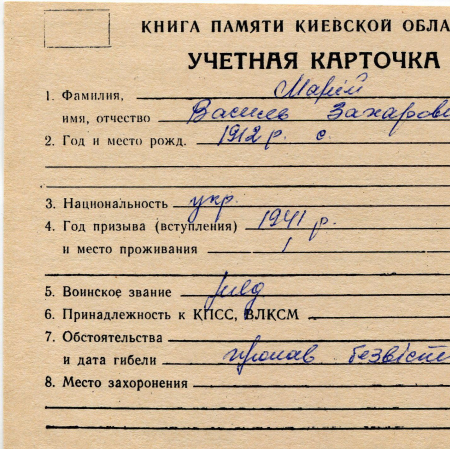 КНИГА ПАМЯТИ КИЕВСКОЙ ОБЛА
УЧЕТНАЯ КАРТОЧКА
1. Фамилия, Марій
имя, отчество Василь Захарови
2. Год и место рожд. 1912 р. с.
3. Национальность укр.
4. Год призыва (вступления) 1941 р.
и место проживания
5. Воинское звание
6. Принадлежность к КПСС, ВЛКСМ
7. Обстоятельства
и дата гибели пропав безвісти
8. Место захоронения